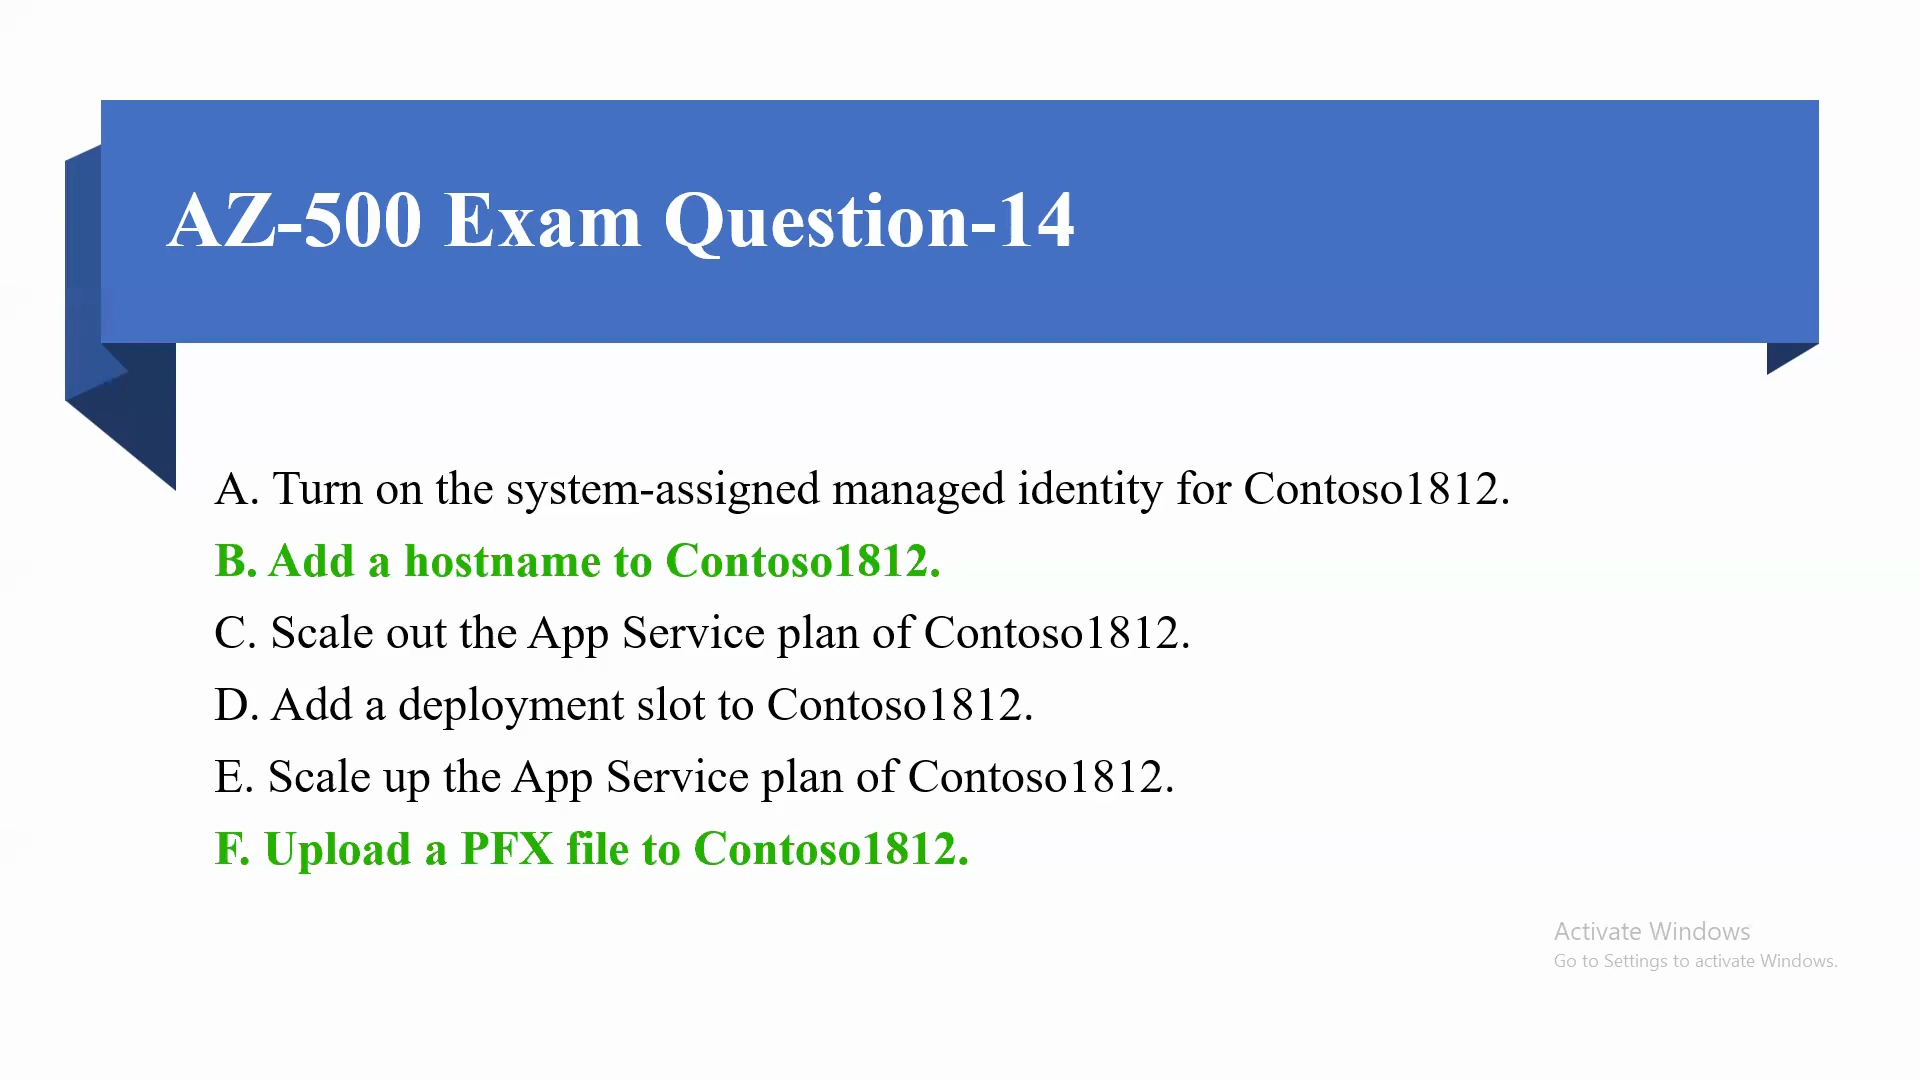 AZ-500 Exam Question-14
A. Turn on the system-assigned managed identity for Contoso1812.
B. Add a hostname to Contoso1812.
C. Scale out the App Service plan of Contoso1812.
D. Add a deployment slot to Contoso1812.
E. Scale up the App Service plan of Contoso1812.
F. Upload a PFX file to Contoso1812.
Activate Windows
Go to Settings to activate Windows.